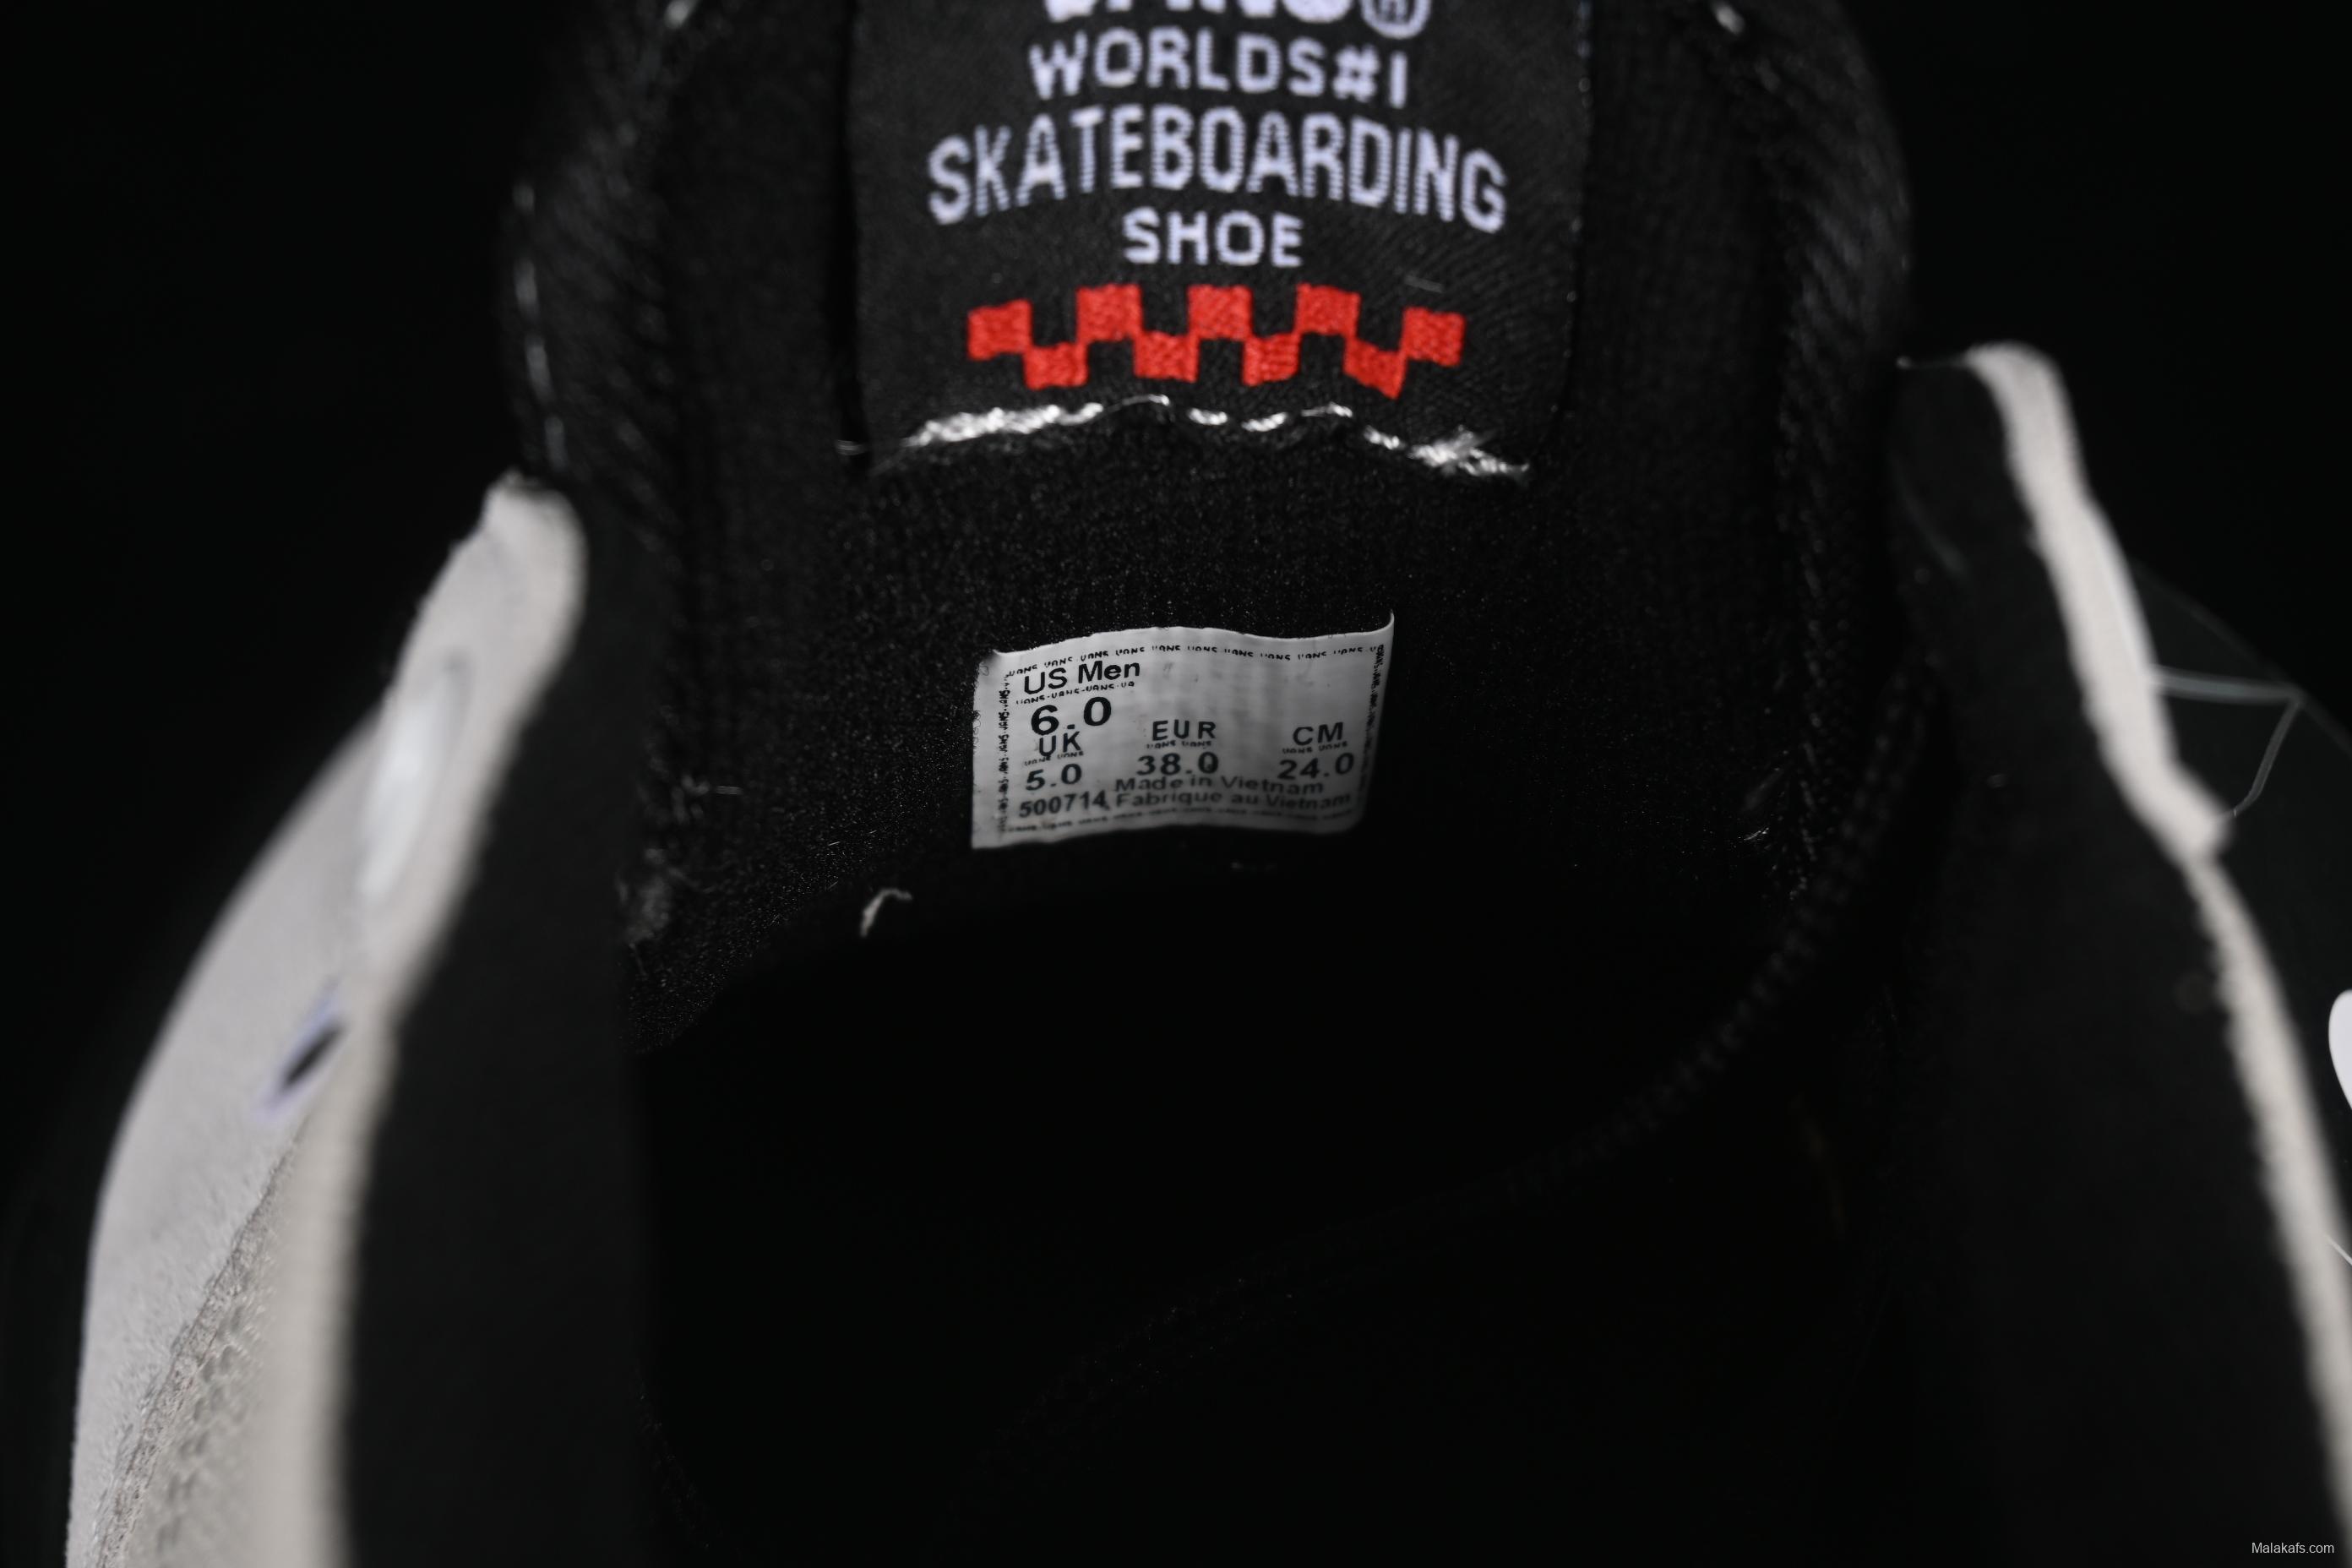 VANS®
WORLDS#1
SKATEBOARDING
SHOE
US Men
6.0
UK EUR CM
5.0 38.0 24.0
Made in Vietnam
500714 Fabrique au Vietnam
Malakafs.com